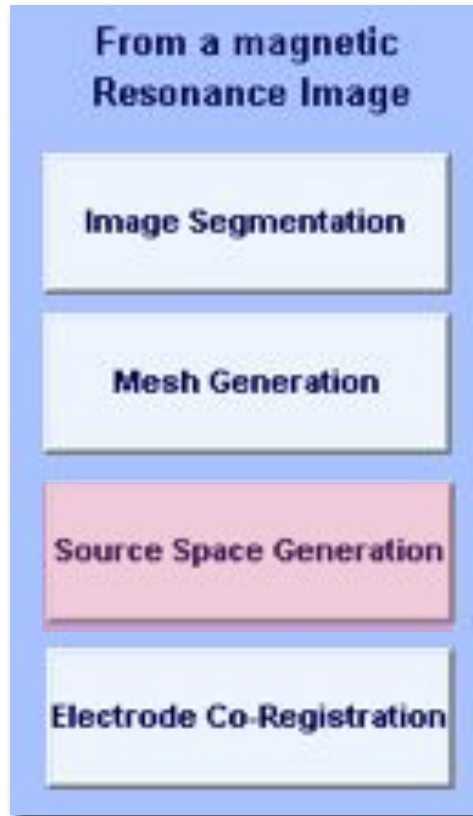 From a magnetic
Resonance Image
Image Segmentation
Mesh Generation
Source Space Generation
Electrode Co-Registration